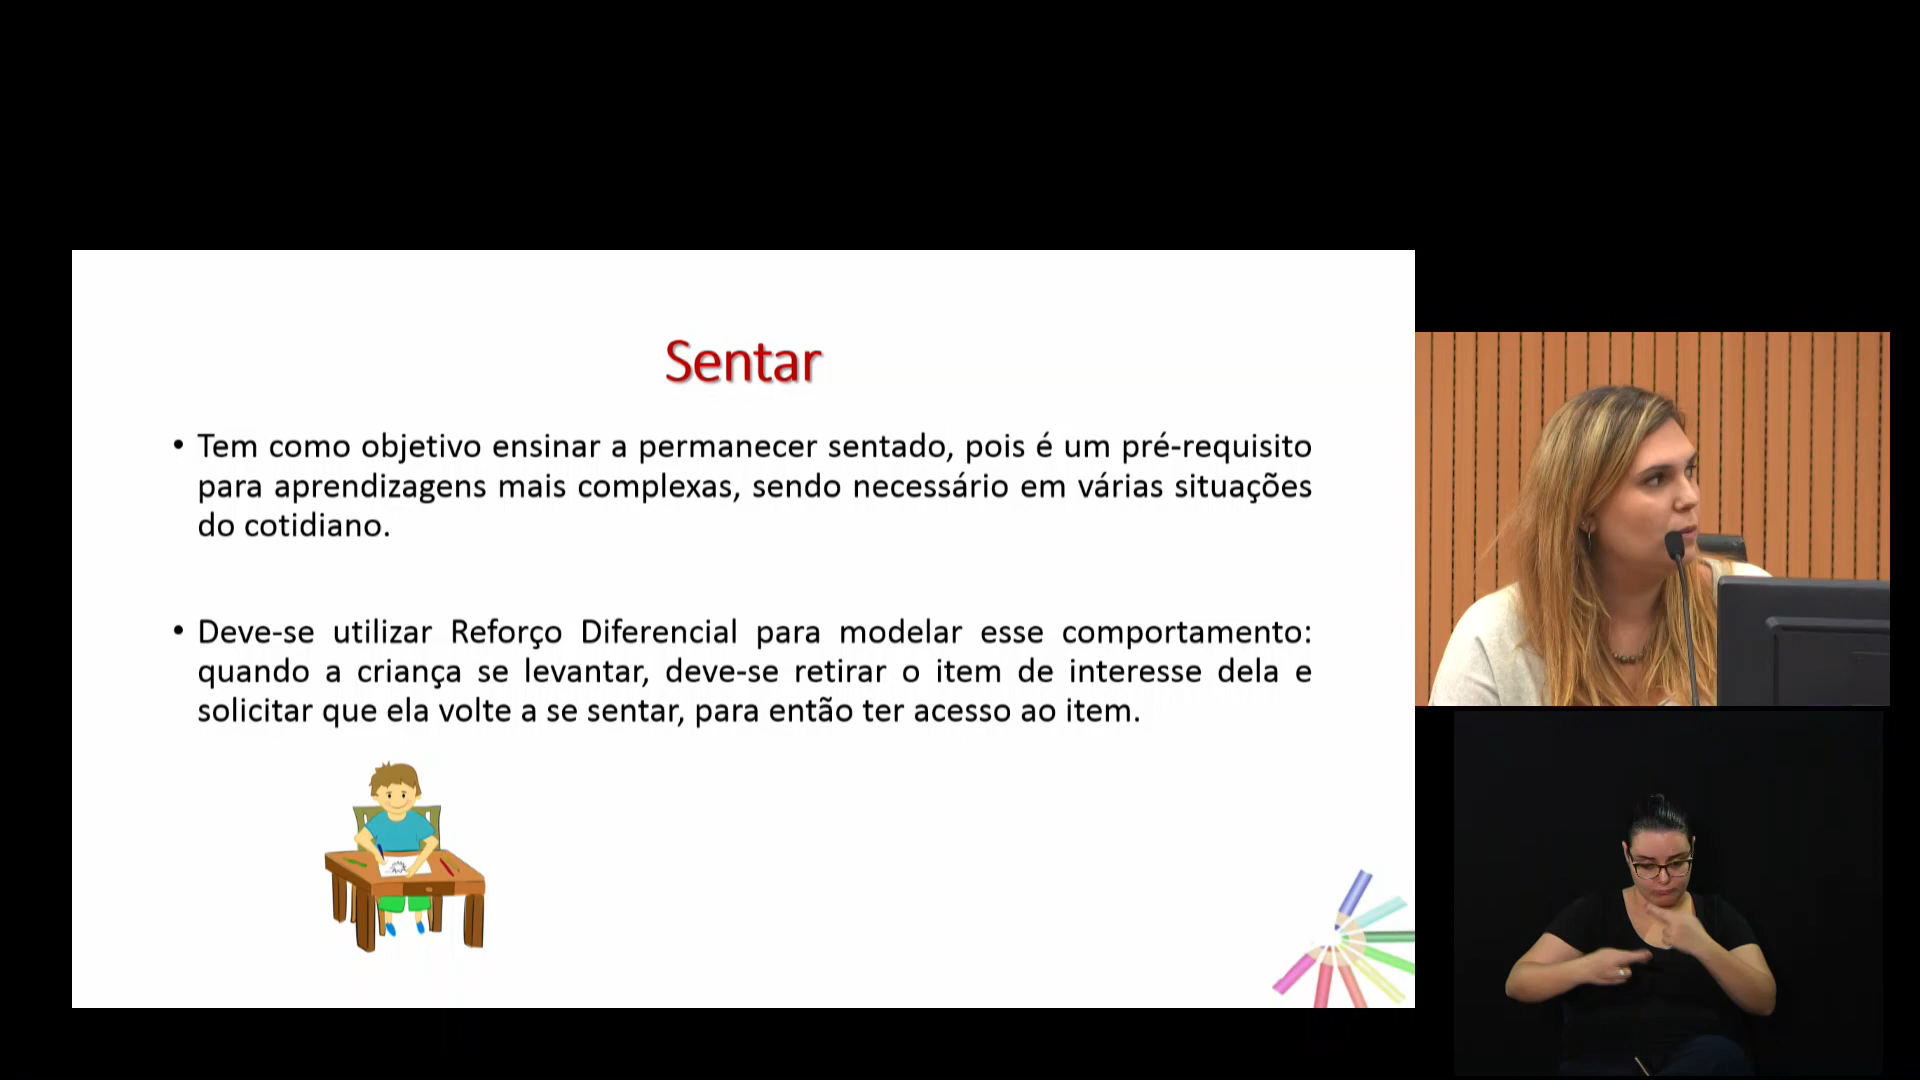 Sentar
• Tem como objetivo ensinar a permanecer sentado, pois é um pré-requisito
para aprendizagens mais complexas, sendo necessário em várias situações
do cotidiano.
• Deve-se utilizar Reforço Diferencial para modelar esse comportamento:
quando a criança se levantar, deve-se retirar o item de interesse dela e
solicitar que ela volte a se sentar, para então ter acesso ao item.